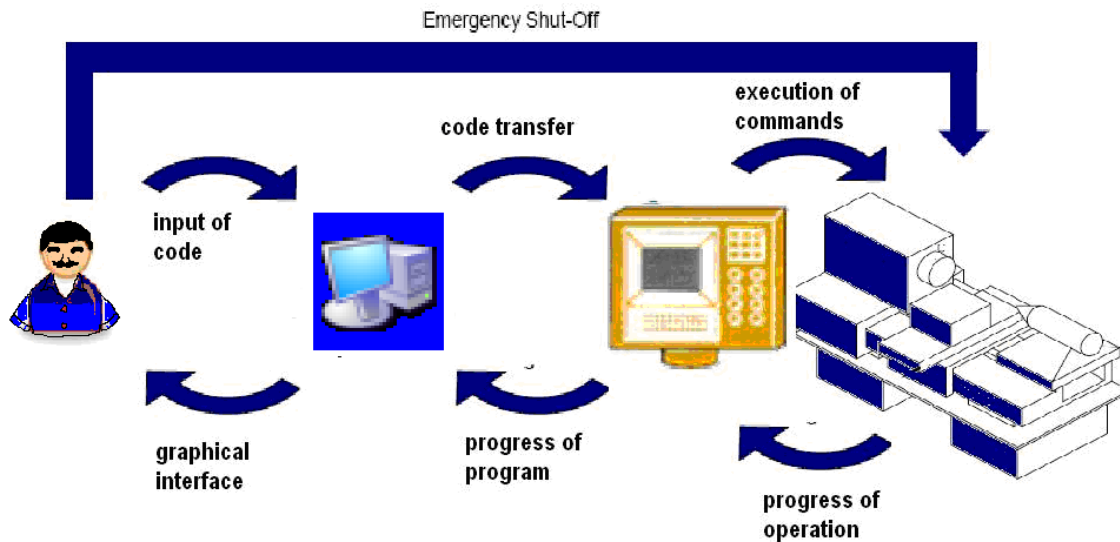 Emergency Shut-Off
execution of
commands
code transfer
input of
code
graphical
interface
progress of
program
progress of
operation